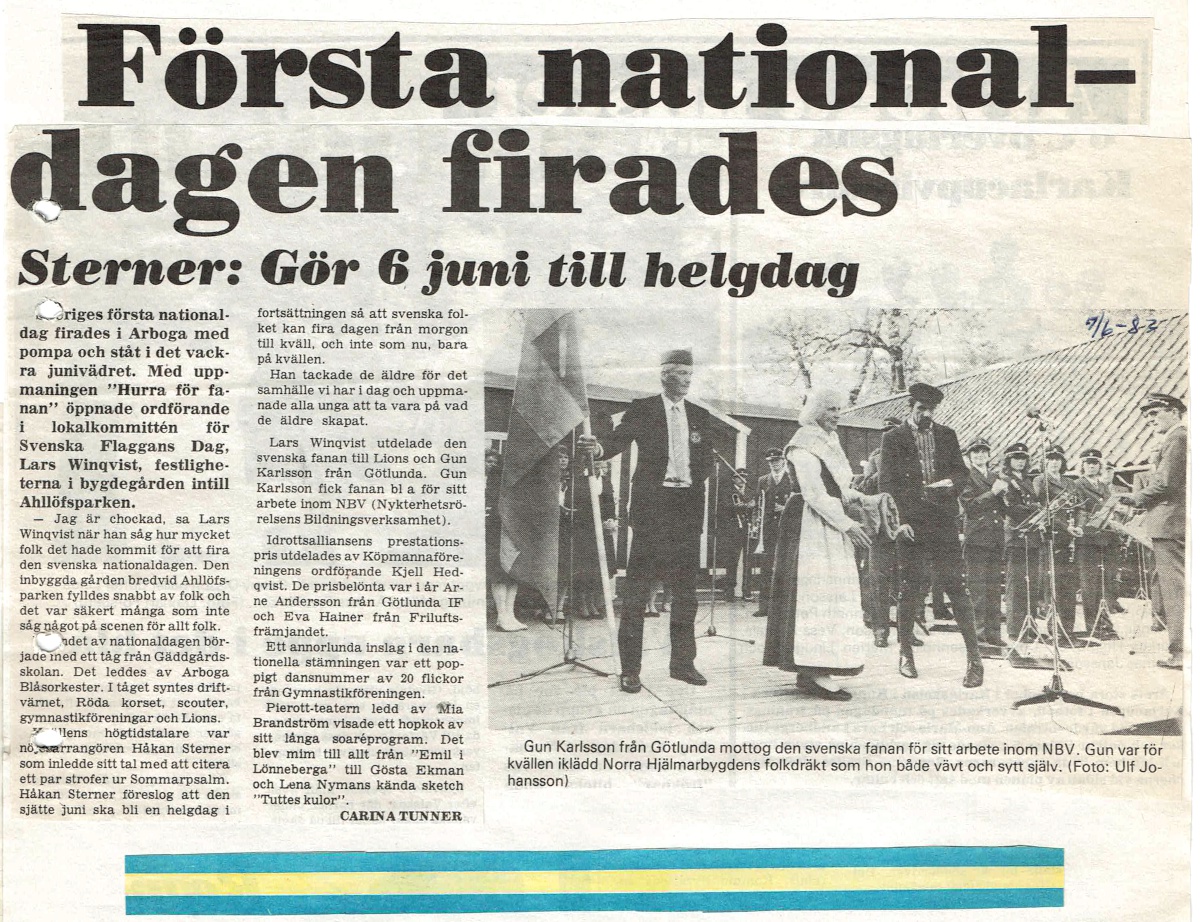 Första national-
dagen firades
Sterner: Gör 6 juni till helgdag
riges första national-
dag firades i Arboga med
pompa och ståt i det vack-
ra junivädret. Med upp-
maningen "Hurra för fa-
nan" öppnade ordförande
i lokalkommittén för
Svenska Flaggans Dag,
Lars Winqvist, festlighe-
terna i bygdegården intill
Ahllöfsparken.
— Jag är chockad, sa Lars
Winqvist när han såg hur mycket
folk det hade kommit för att fira
den svenska nationaldagen. Den
inbyggda gården bredvid Ahllöfs-
parken fylldes snabbt av folk och
det var säkert många som inte
såg något på scenen för allt folk.
ndet av nationaldagen bör-
jade med ett tåg från Gäddgårds-
skolan. Det leddes av Arboga
Blåsorkester. I tåget syntes drift-
värnet, Röda korset, scouter,
gymnastikföreningar och Lions.
Kvällens högtidstalare var
nöjesarrangören Håkan Sterner
som inledde sitt tal med att citera
ett par strofer ur Sommarpsalm.
Håkan Sterner föreslog att den
sjätte juni ska bli en helgdag i
fortsättningen så att svenska fol-
ket kan fira dagen från morgon
till kväll, och inte som nu, bara
på kvällen.
Han tackade de äldre för det
samhälle vi har i dag och uppma-
nade alla unga att ta vara på vad
de äldre skapat.
Lars Winqvist utdelade den
svenska fanan till Lions och Gun
Karlsson från Götlunda. Gun
Karlsson fick fanan bl a för sitt
arbete inom NBV (Nykterhetsrö-
relsens Bildningsverksamhet).
Idrottsalliansens prestations-
pris utdelades av Köpmannaföre-
ningens ordförande Kjell Hed-
qvist. De prisbelönta var i år Ar-
ne Andersson från Götlunda IF
och Eva Hainer från Frilufts-
främjandet.
Ett annorlunda inslag i den na-
tionella stämningen var ett pop-
pigt dansnummer av 20 flickor
från Gymnastikföreningen.
Pierott-teatern ledd av Mia
Brandström visade ett hopkok av
sitt långa soaréprogram. Det
blev mim till allt från "Emil i
Lönneberga" till Gösta Ekman
och Lena Nymans kända sketch
"Tuttes kulor".
CARINA TUNNER
7/6-83
Gun Karlsson från Götlunda mottog den svenska fanan för sitt arbete inom NBV. Gun var för
kvällen iklädd Norra Hjälmarbygdens folkdräkt som hon både vävt och sytt själv. (Foto: Ulf Jo-
hansson)